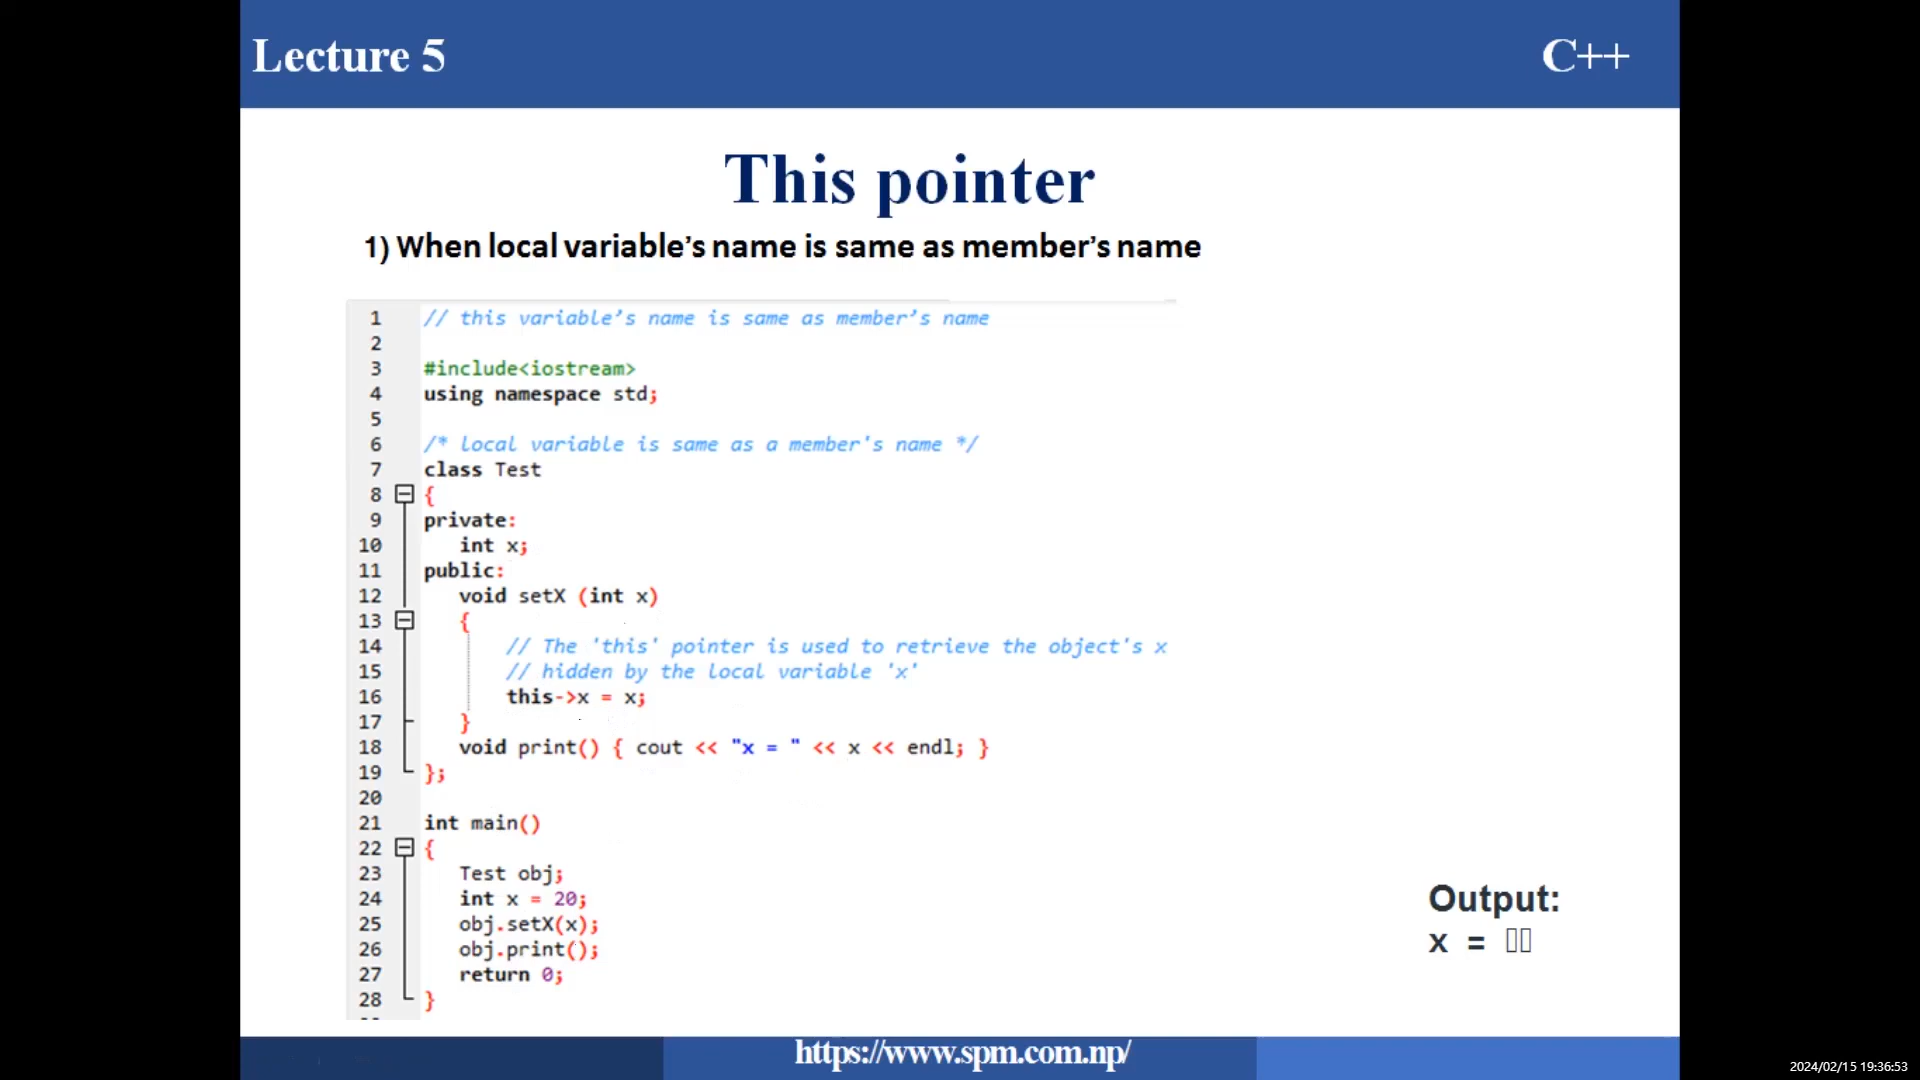 Lecture 5
C++
This pointer
1) When local variable’s name is same as member’s name
1 // this variable’s name is same as member’s name
2
3 #include<iostream>
4 using namespace std;
5
6 /* local variable is same as a member's name */
7 class Test
8 {
9 private:
10 int x;
11 public:
12 void setX (int x)
13 {
14 // The 'this' pointer is used to retrieve the object's x
15 // hidden by the local variable 'x'
16 this->x = x;
17 }
18 void print() { cout << "x = " << x << endl; }
19 };
20
21 int main()
22 {
23 Test obj;
24 int x = 20;
25 obj.setX(x);
26 obj.print();
27 return 0;
28 }
Output:
x =
https://www.spm.com.np/
2024/02/15 19:36:53